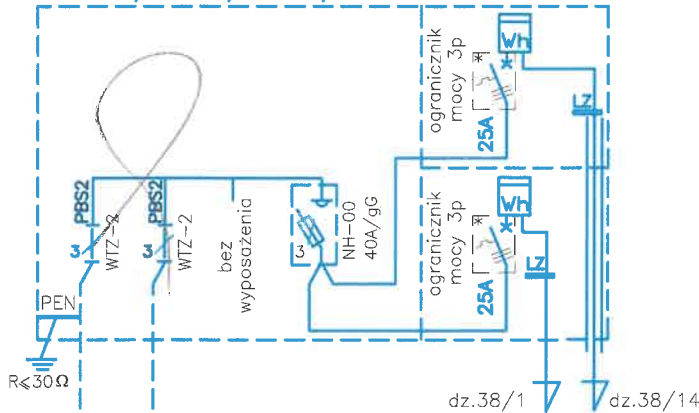 Wh
ogranicznik
mocy 3p
*
25A
LZ
PBS2
3
WTZ-2
PBS2
3
WTZ-2
bez
wyposażenia
3
NH-00
40A/gG
Wh
ogranicznik
mocy 3p
*
25A
LZ
PEN
R≤30Ω
dz.38/1
dz.38/14